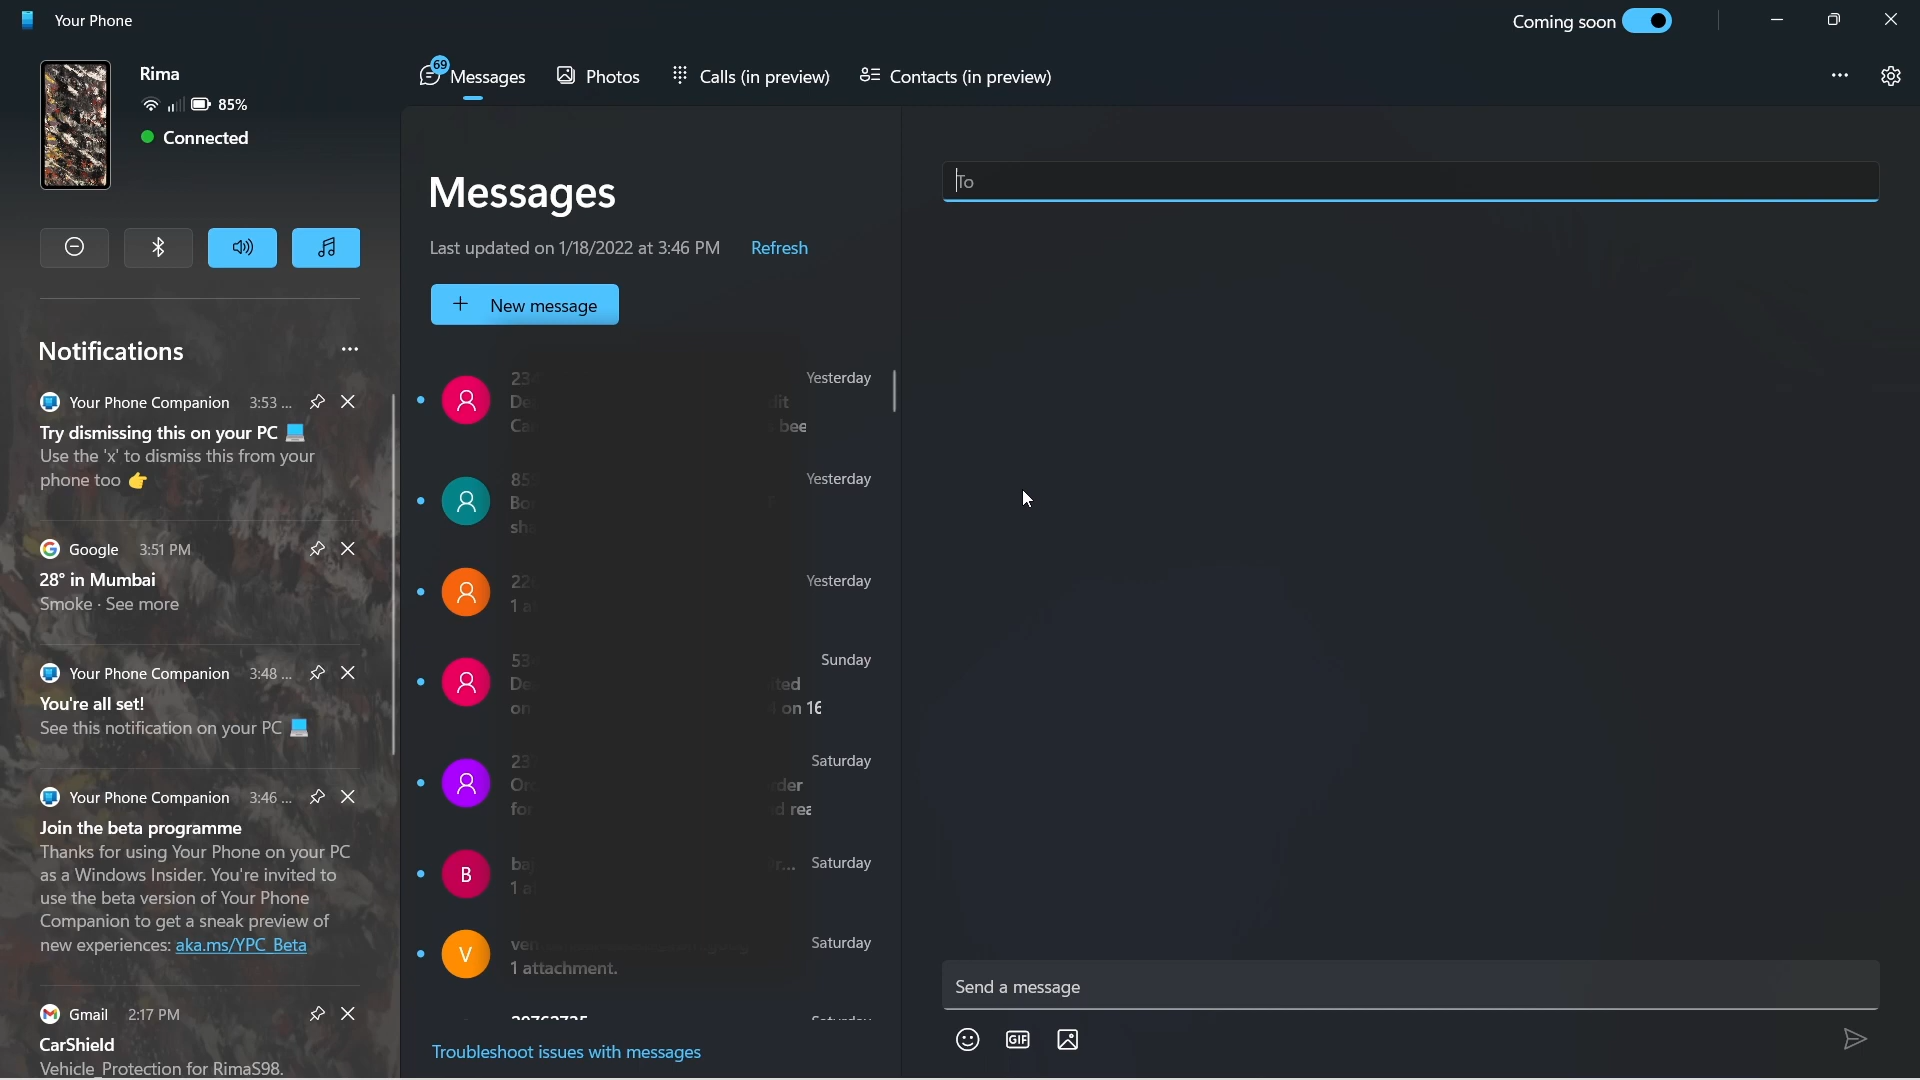 Your Phone
Coming soon
Rima
85%
Connected
69
Messages
Photos
Calls (in preview)
Contacts (in preview)
Notifications
Your Phone Companion 3:53 ...
Try dismissing this on your PC 💻
Use the 'x' to dismiss this from your
phone too 👉
Google 3:51 PM
28° in Mumbai
Smoke · See more
Your Phone Companion 3:48 ...
You're all set!
See this notification on your PC 💻
Your Phone Companion 3:46 ...
Join the beta programme
Thanks for using Your Phone on your PC
as a Windows Insider. You're invited to
use the beta version of Your Phone
Companion to get a sneak preview of
new experiences: aka.ms/YPC_Beta
Gmail 2:17 PM
CarShield
Vehicle_Protection for RimaS98.
Messages
Last updated on 1/18/2022 at 3:46 PM Refresh
+ New message
Yesterday
bee
Yesterday
Yesterday
Sunday
on 16
Saturday
B
Saturday
V
Saturday
1 attachment.
Troubleshoot issues with messages
To
Send a message
GIF